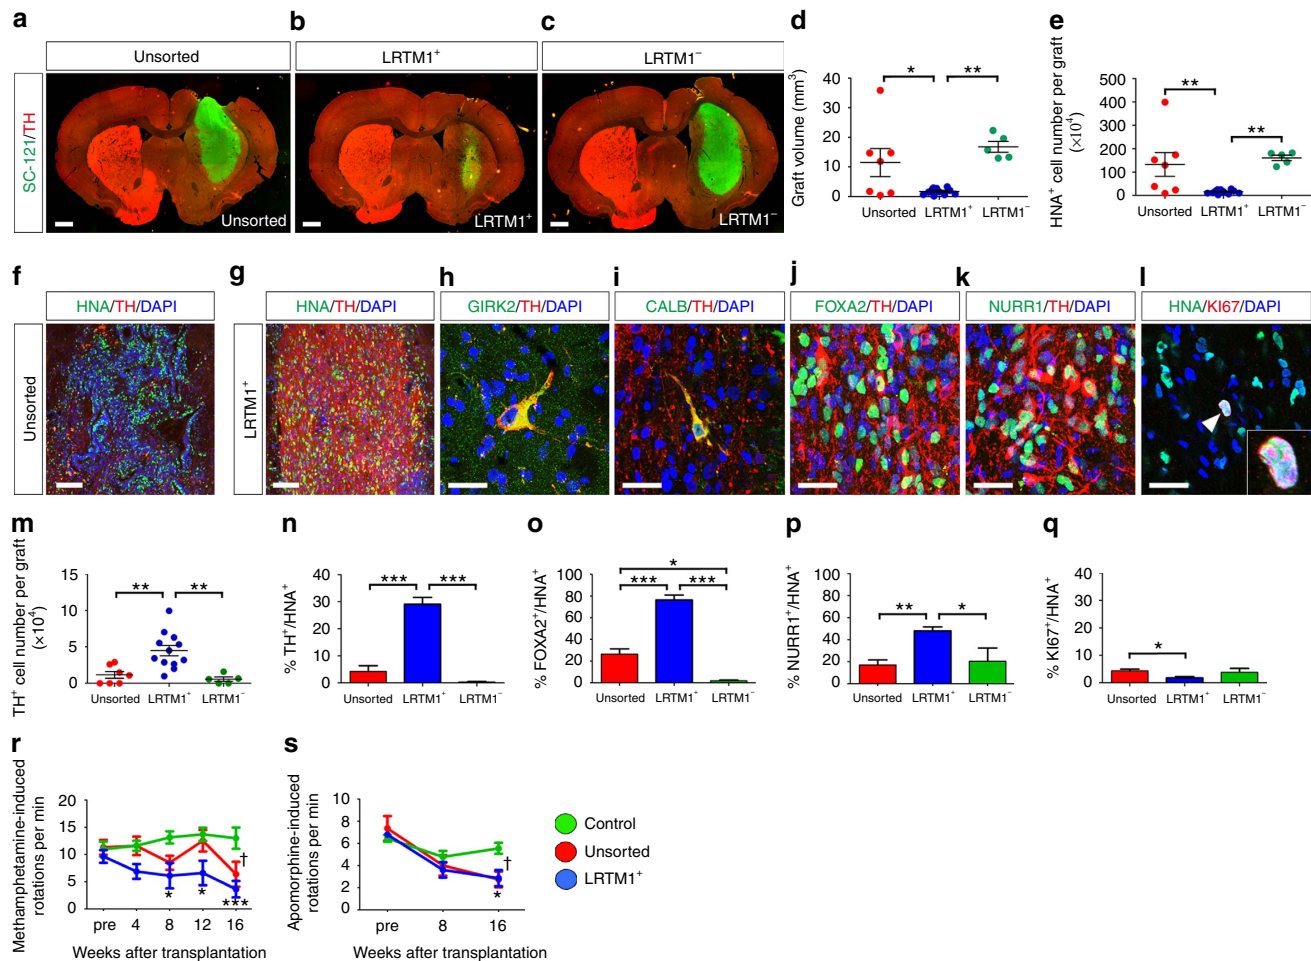 a
b
c
d
e
Unsorted
LRTM1⁺
LRTM1⁻
SC-121/TH
Unsorted
LRTM1⁺
LRTM1⁻
Graft volume (mm³)
40
30
20
10
0
*
**
Unsorted
LRTM1⁺
LRTM1⁻
HNA⁺ cell number per graft
(×10⁴)
500
400
300
200
100
0
**
**
Unsorted
LRTM1⁺
LRTM1⁻
f
g
h
i
j
k
l
HNA/TH/DAPI
HNA/TH/DAPI
GIRK2/TH/DAPI
CALB/TH/DAPI
FOXA2/TH/DAPI
NURR1/TH/DAPI
HNA/KI67/DAPI
Unsorted
LRTM1⁺
m
n
o
p
q
TH⁺ cell number per graft
(×10⁴)
15
10
5
0
**
**
Unsorted
LRTM1⁺
LRTM1⁻
% TH⁺/HNA⁺
40
30
20
10
0
***
***
Unsorted
LRTM1⁺
LRTM1⁻
% FOXA2⁺/HNA⁺
100
80
60
40
20
0
*
***
***
Unsorted
LRTM1⁺
LRTM1⁻
% NURR1⁺/HNA⁺
100
80
60
40
20
0
**
*
Unsorted
LRTM1⁺
LRTM1⁻
% KI67⁺/HNA⁺
100
80
60
40
20
0
*
Unsorted
LRTM1⁺
LRTM1⁻
r
s
Methamphetamine-induced
rotations per min
20
15
10
5
0
†
*
*
***
pre
4
8
12
16
Weeks after transplantation
Apomorphine-induced
rotations per min
10
8
6
4
2
0
†
*
pre
8
16
Weeks after transplantation
Control
Unsorted
LRTM1⁺